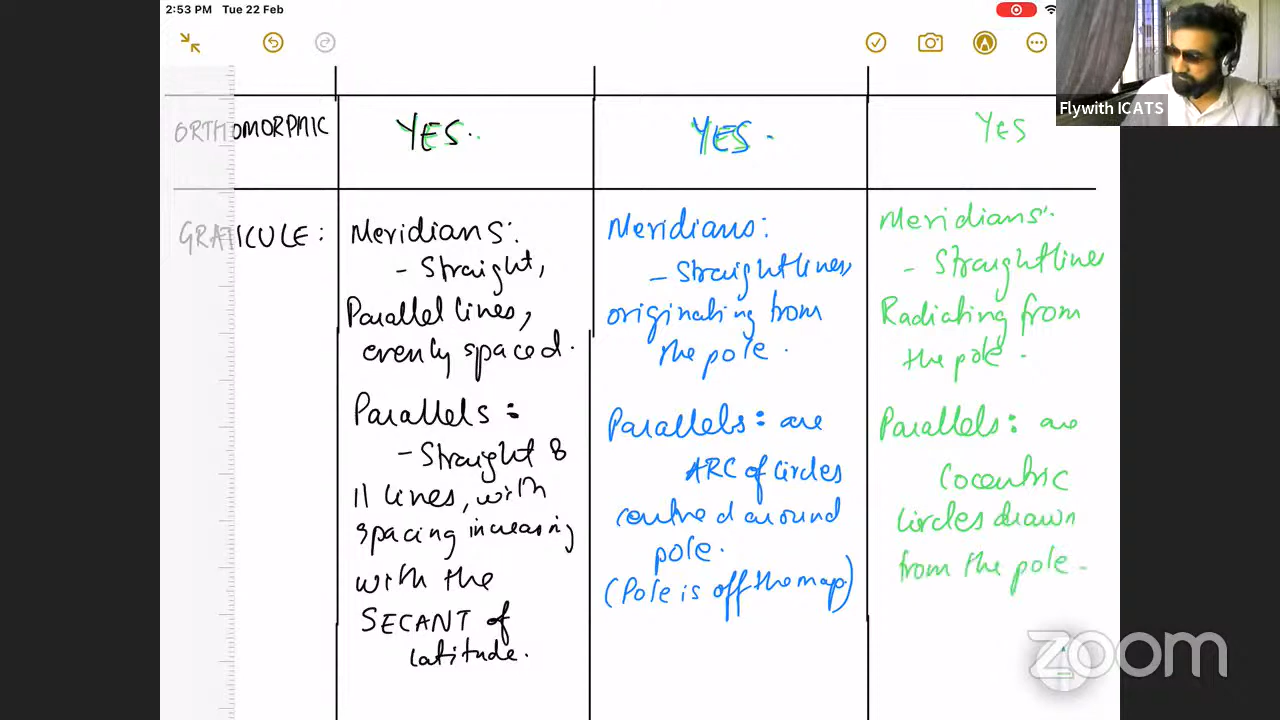 2:53 PM Tue 22 Feb
Flywith ICATS
ORTHOMORPHIC
YES.
YES.
YES
GRATICULE:
Meridians:
- Straight,
Parallel lines,
evenly spaced.
Parallels:
- Straight &
|| lines, with
spacing increasing
with the
SECANT of
latitude.
Meridians:
- Straight lines,
originating from
the pole.
Parallels: are
ARC of circles
centred around
pole.
(Pole is off the map)
Meridians:
- Straight lines
Radiating from
the pole.
Parallels: are
Cocentric
circles drawn
from the pole.
zoom